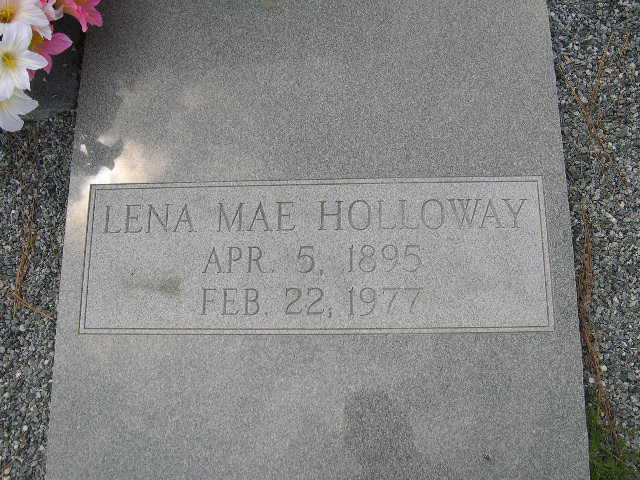 LENA MAE HOLLOWAY
APR. 5, 1895
FEB. 22, 1977